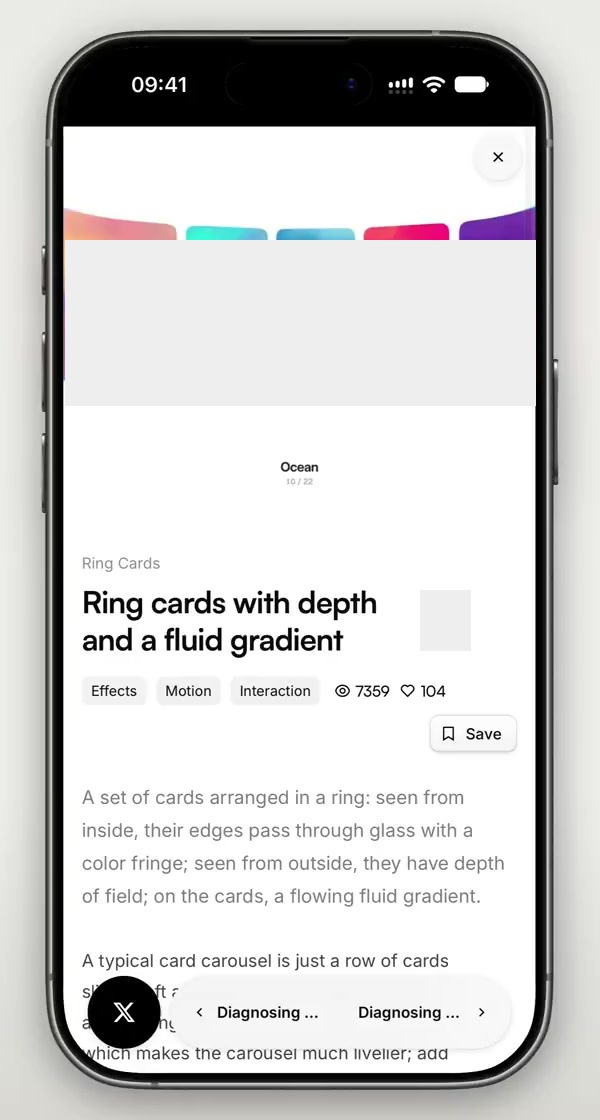 09:41
Ocean
10 / 22
Ring Cards
Ring cards with depth
and a fluid gradient
Effects Motion Interaction 7359 104
Save
A set of cards arranged in a ring: seen from
inside, their edges pass through glass with a
color fringe; seen from outside, they have depth
of field; on the cards, a flowing fluid gradient.
A typical card carousel is just a row of cards
Diagnosing ... Diagnosing ...
which makes the carousel much livelier; add